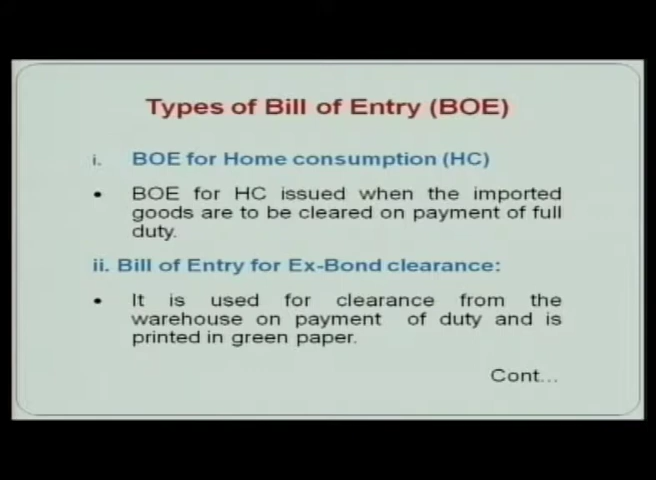 Types of Bill of Entry (BOE)
i. BOE for Home consumption (HC)
• BOE for HC issued when the imported
goods are to be cleared on payment of full
duty.
ii. Bill of Entry for Ex-Bond clearance:
• It is used for clearance from the
warehouse on payment of duty and is
printed in green paper.
Cont...